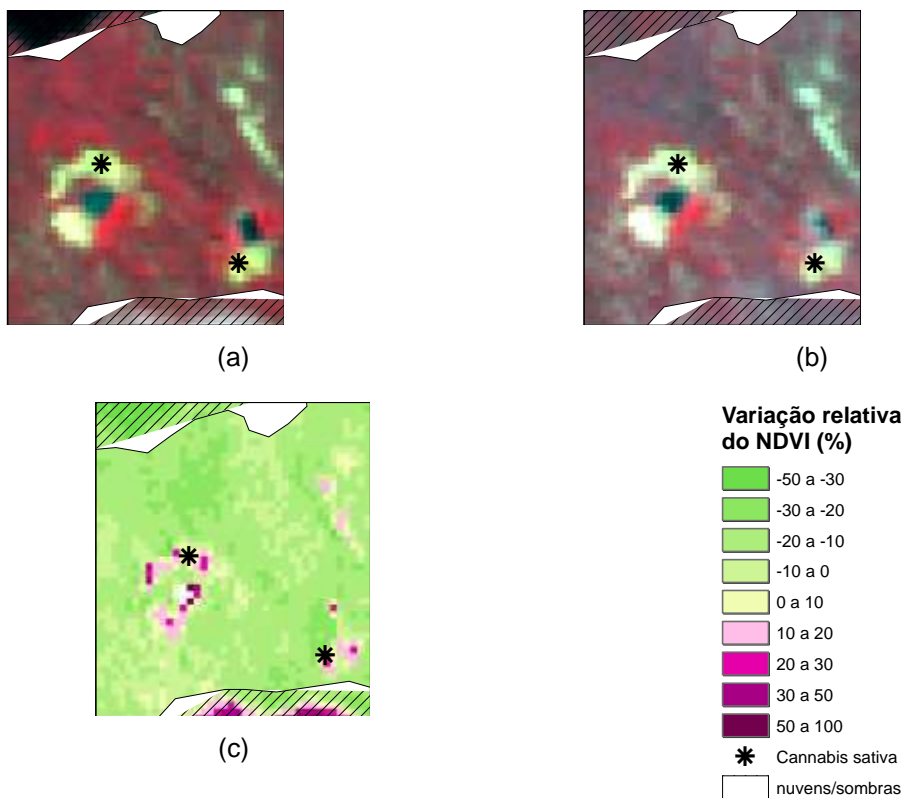 (a)
(b)
(c)
Variação relativa
do NDVI (%)
-50 a -30
-30 a -20
-20 a -10
-10 a 0
0 a 10
10 a 20
20 a 30
30 a 50
50 a 100
Cannabis sativa
nuvens/sombras